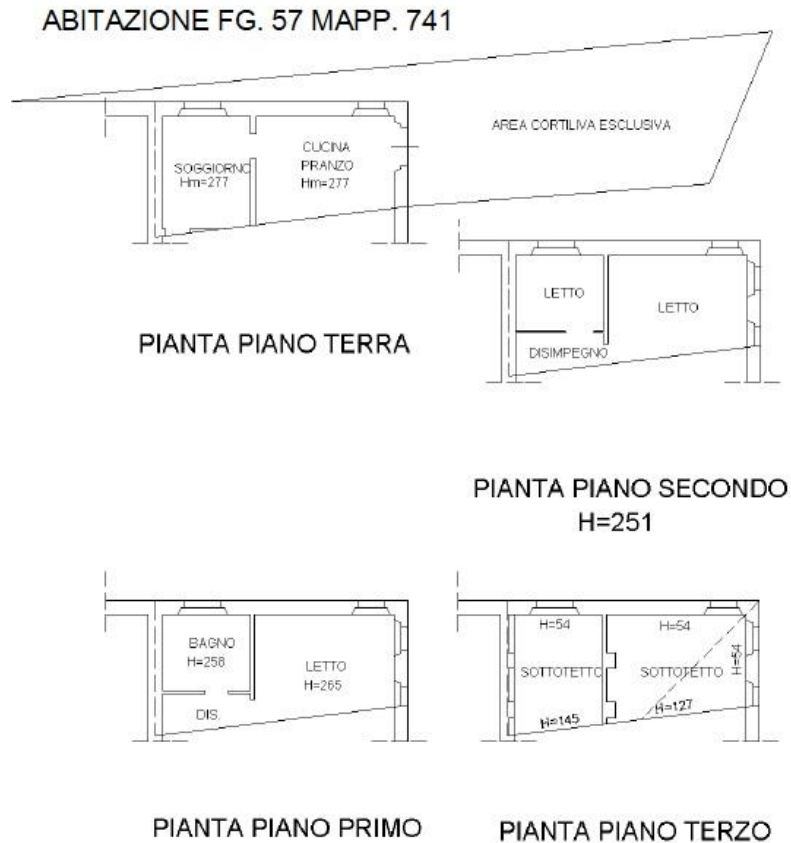 ABITAZIONE FG. 57 MAPP. 741
AREA CORTILIVA ESCLUSIVA
SOGGIORNO
Hm=277
CUCINA
PRANZO
Hm=277
PIANTA PIANO TERRA
LETTO
LETTO
DISIMPEGNO
PIANTA PIANO SECONDO
H=251
BAGNO
H=258
LETTO
H=265
DIS.
PIANTA PIANO PRIMO
H=54
H=54
H=54
SOTTOTETTO
SOTTOTETTO
H=145
H=127
PIANTA PIANO TERZO